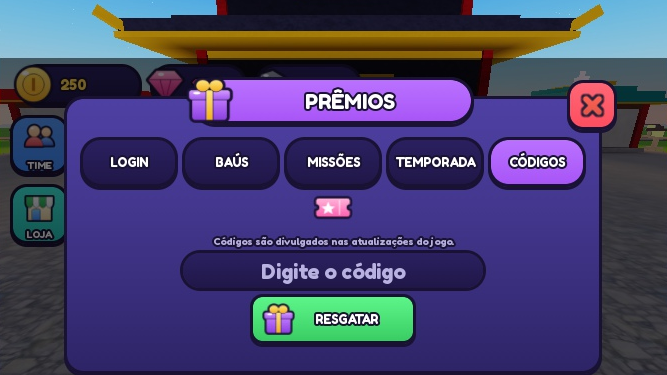 250
PRÊMIOS
LOGIN
BAÚS
MISSÕES
TEMPORADA
CÓDIGOS
TIME
LOJA
Códigos são divulgados nas atualizações do jogo.
Digite o código
RESGATAR